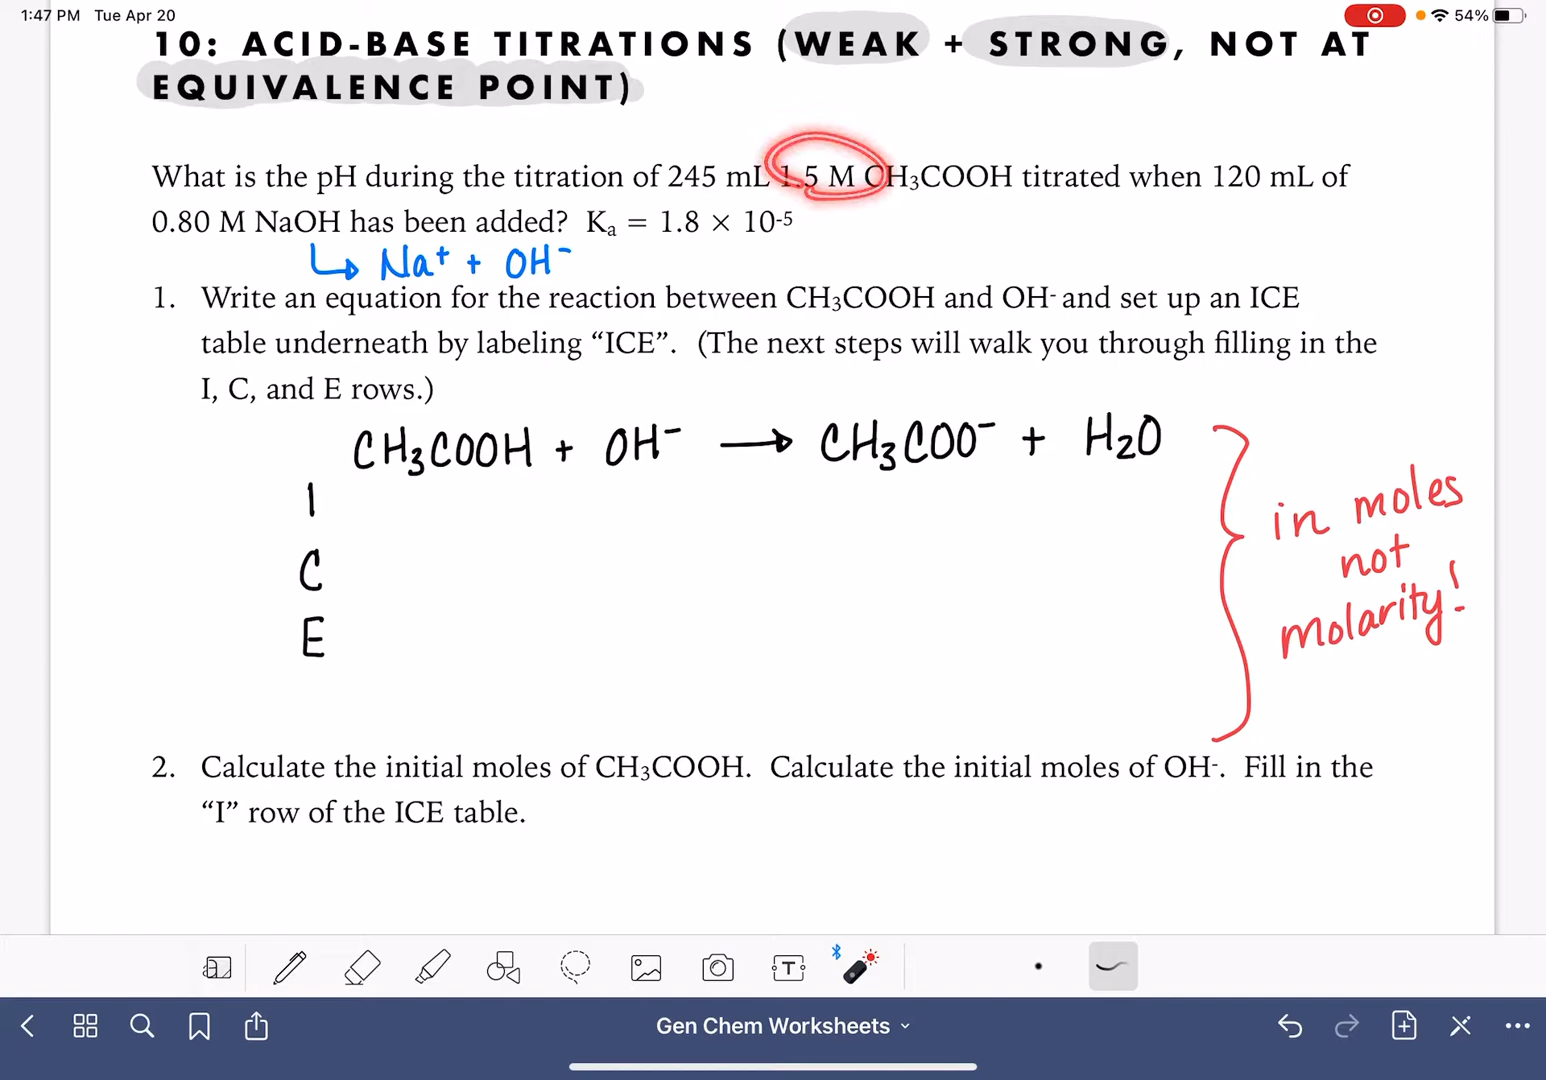 1:47 PM Tue Apr 20
54%
10: ACID-BASE TITRATIONS (WEAK + STRONG, NOT AT
EQUIVALENCE POINT)
What is the pH during the titration of 245 mL 1.5 M CH₃COOH titrated when 120 mL of
0.80 M NaOH has been added? Kₐ = 1.8 × 10⁻⁵
↳ Na⁺ + OH⁻
1. Write an equation for the reaction between CH₃COOH and OH⁻ and set up an ICE
table underneath by labeling “ICE”. (The next steps will walk you through filling in the
I, C, and E rows.)
CH₃COOH + OH⁻ → CH₃COO⁻ + H₂O
I
C
E
in moles
not
molarity!
2. Calculate the initial moles of CH₃COOH. Calculate the initial moles of OH⁻. Fill in the
“I” row of the ICE table.
a
T
Gen Chem Worksheets